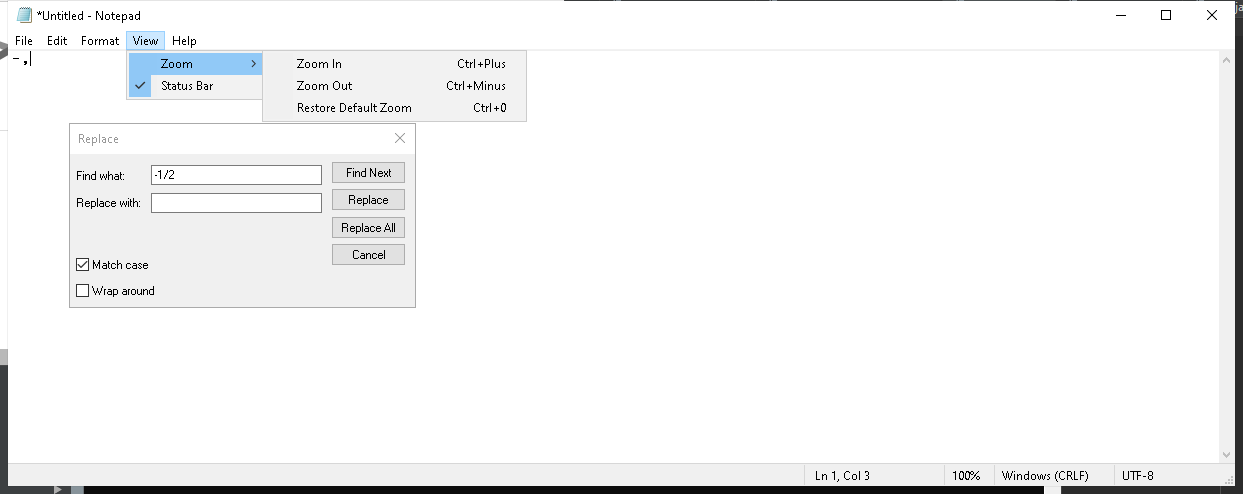 *Untitled - Notepad
File Edit Format View Help
-,
Zoom
Status Bar
Zoom In Ctrl+Plus
Zoom Out Ctrl+Minus
Restore Default Zoom Ctrl+0
Replace
Find what: -1/2
Find Next
Replace with:
Replace
Replace All
Cancel
Match case
Wrap around
Ln 1, Col 3 100% Windows (CRLF) UTF-8